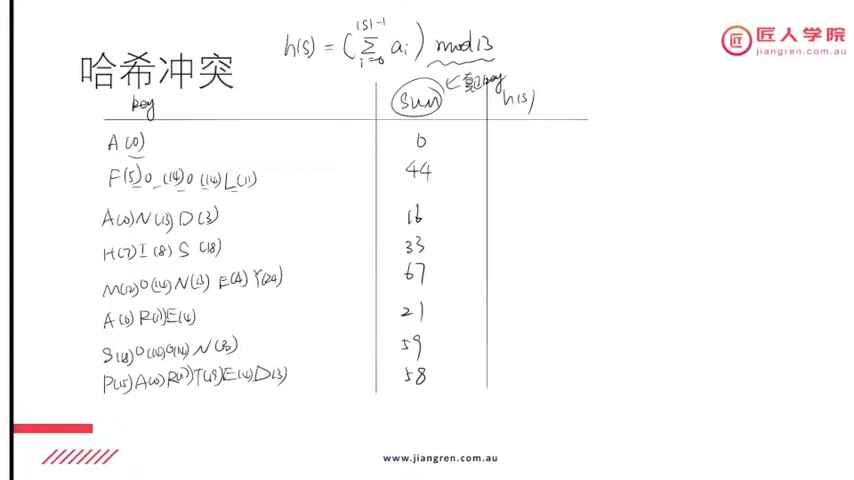 h(s) = (∑ aᵢ) mod 13
|s|-1
i=0
匠人学院
jiangren.com.au
哈希冲突
key
Sum
← key
h(s)
A(0) 0
F(5)O(14)O(14)L(11) 44
A(0)N(13)D(3) 16
H(7)I(8)S(18) 33
M(12)O(14)N(13)E(4)Y(24) 67
A(0)R(17)E(4) 21
S(18)O(14)O(14)N(13) 59
P(15)A(0)R(17)T(19)E(4)D(3) 58
www.jiangren.com.au